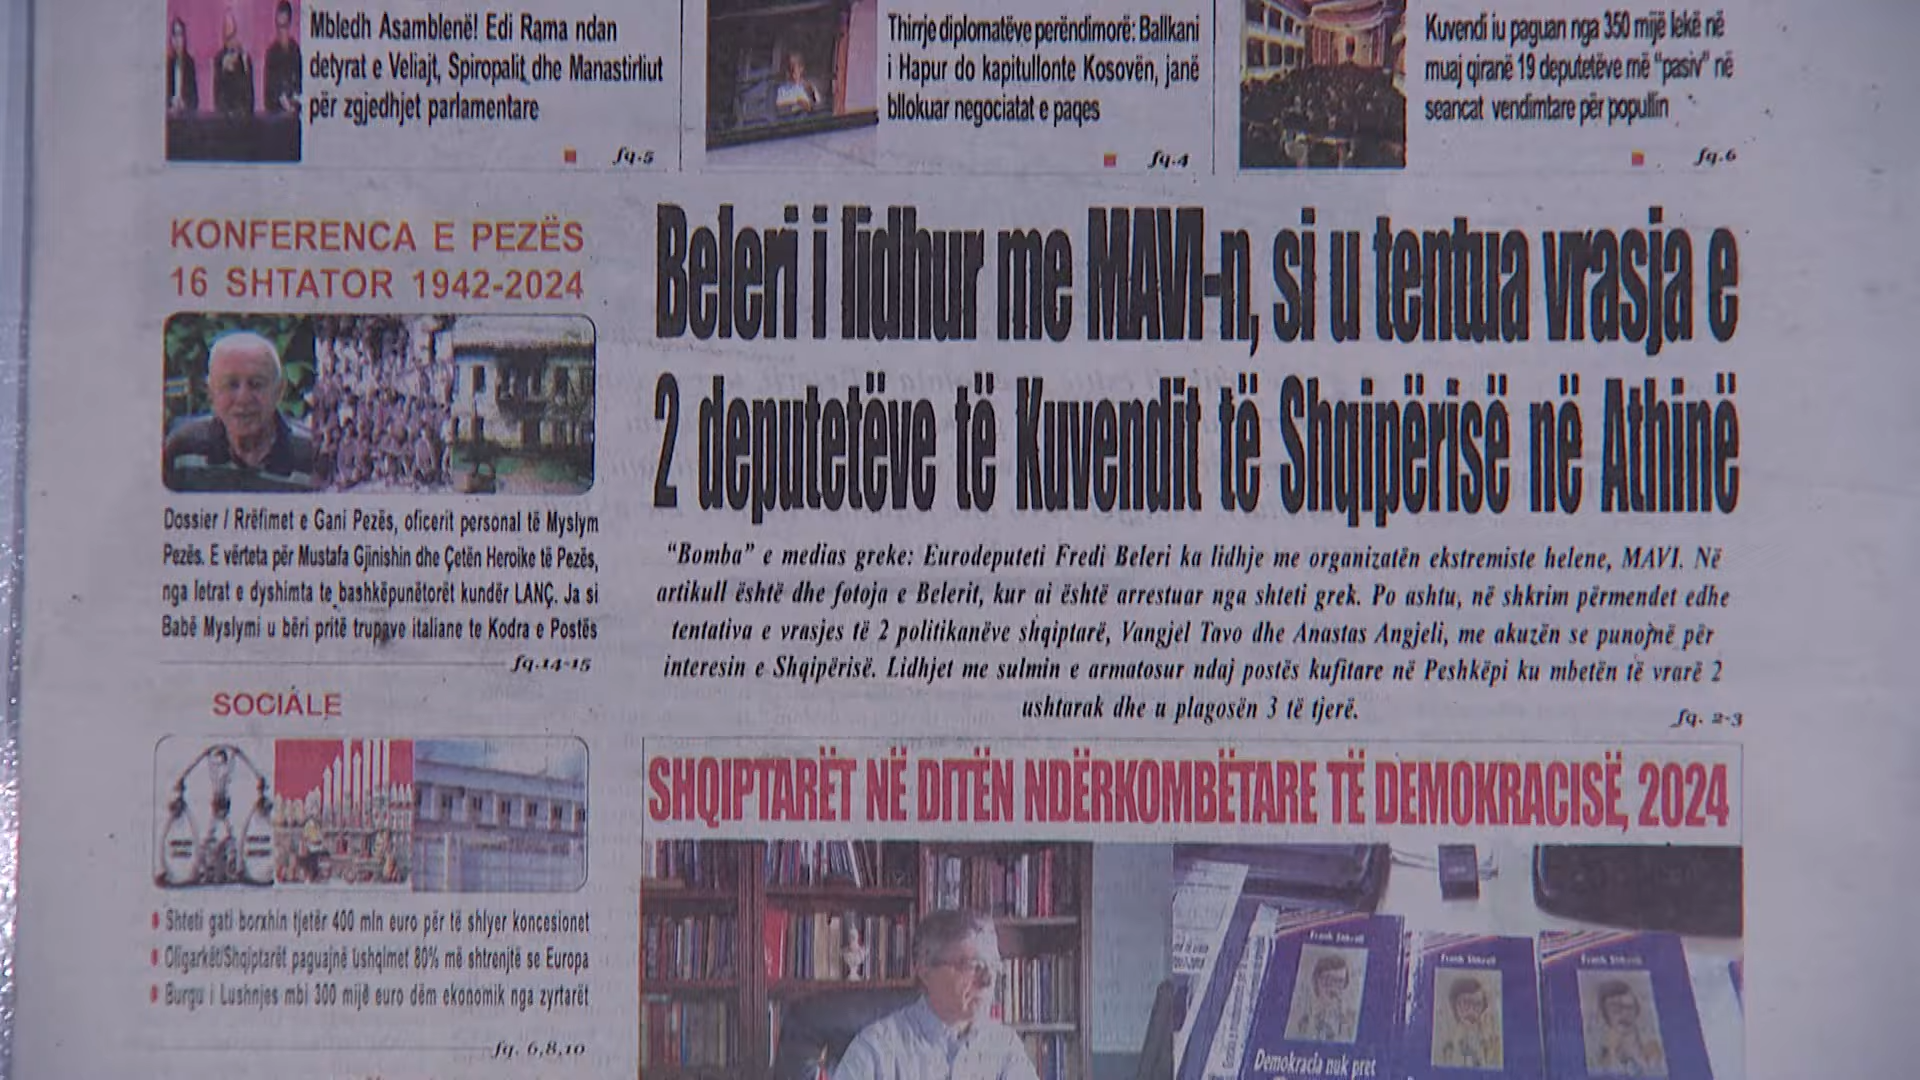 Mbledh Asamblenë! Edi Rama ndan
detyrat e Veliajt, Spiropalit dhe Manastirliut
për zgjedhjet parlamentare
fq.5
Thirrje diplomatëve perëndimorë: Ballkani
i Hapur do kapitullonte Kosovën, janë
bllokuar negociatat e paqes
fq.4
Kuvendi iu paguan nga 350 mijë lekë në
muaj qiranë 19 deputetëve më "pasiv" në
seancat vendimtare për popullin
fq.6
KONFERENCA E PEZËS
16 SHTATOR 1942-2024
Dossier / Rrëfimet e Gani Pezës, oficerit personal të Myslym
Pezës. E vërteta për Mustafa Gjinishin dhe Çetën Heroike të Pezës,
nga letrat e dyshimta te bashkëpunëtorët kundër LANÇ. Ja si
Babë Myslymi u bëri pritë trupave italiane te Kodra e Postës
fq.14-15
SOCIALE
Shteti gati borxhin tjetër 400 mln euro për të shlyer koncesionet
Oligarkët/Shqiptarët paguajnë ushqimet 80% më shtrenjtë se Europa
Burgu i Lushnjes mbi 300 mijë euro dëm ekonomik nga zyrtarët
fq. 6,8,10
Beleri i lidhur me MAVI-n, si u tentua vrasja e
2 deputetëve të Kuvendit të Shqipërisë në Athinë
"Bomba" e medias greke: Eurodeputeti Fredi Beleri ka lidhje me organizatën ekstremiste helene, MAVI. Në
artikull është dhe fotoja e Belerit, kur ai është arrestuar nga shteti grek. Po ashtu, në shkrim përmendet edhe
tentativa e vrasjes të 2 politikanëve shqiptarë, Vangjel Tavo dhe Anastas Angjeli, me akuzën se punojnë për
interesin e Shqipërisë. Lidhjet me sulmin e armatosur ndaj postës kufitare në Peshkëpi ku mbetën të vrarë 2
ushtarak dhe u plagosën 3 të tjerë.
fq. 2-3
SHQIPTARËT NË DITËN NDËRKOMBËTARE TË DEMOKRACISË, 2024
Frank Shkreli
Frank Shkreli
Frank Shkreli
Demokracia nuk pret